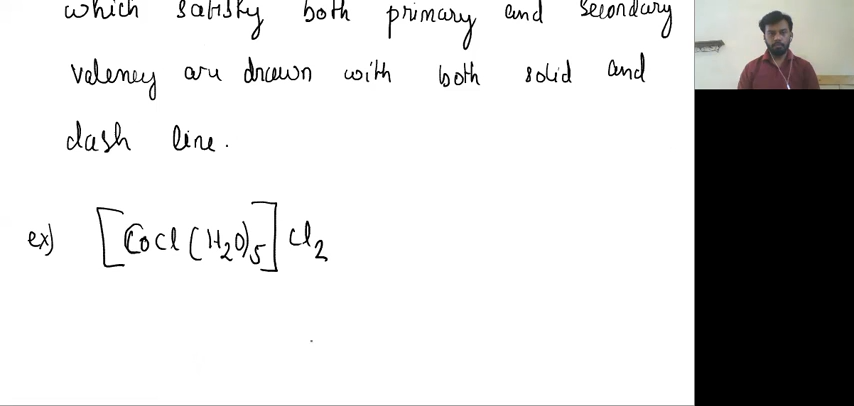 which satisfy both primary and secondary
valency are drawn with both solid and
dash line.
ex) [CoCl(H₂O)₅]Cl₂